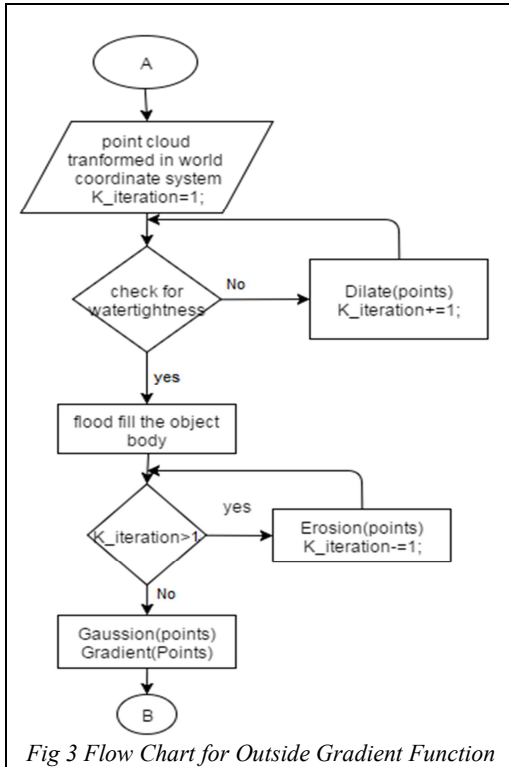 A
point cloud
tranformed in world
coordinate system
K_iteration=1;
check for
watertightness
No
Dilate(points)
K_iteration+=1;
yes
flood fill the object
body
K_iteration>1
yes
Erosion(points)
K_iteration-=1;
No
Gaussion(points)
Gradient(Points)
B
Fig 3 Flow Chart for Outside Gradient Function